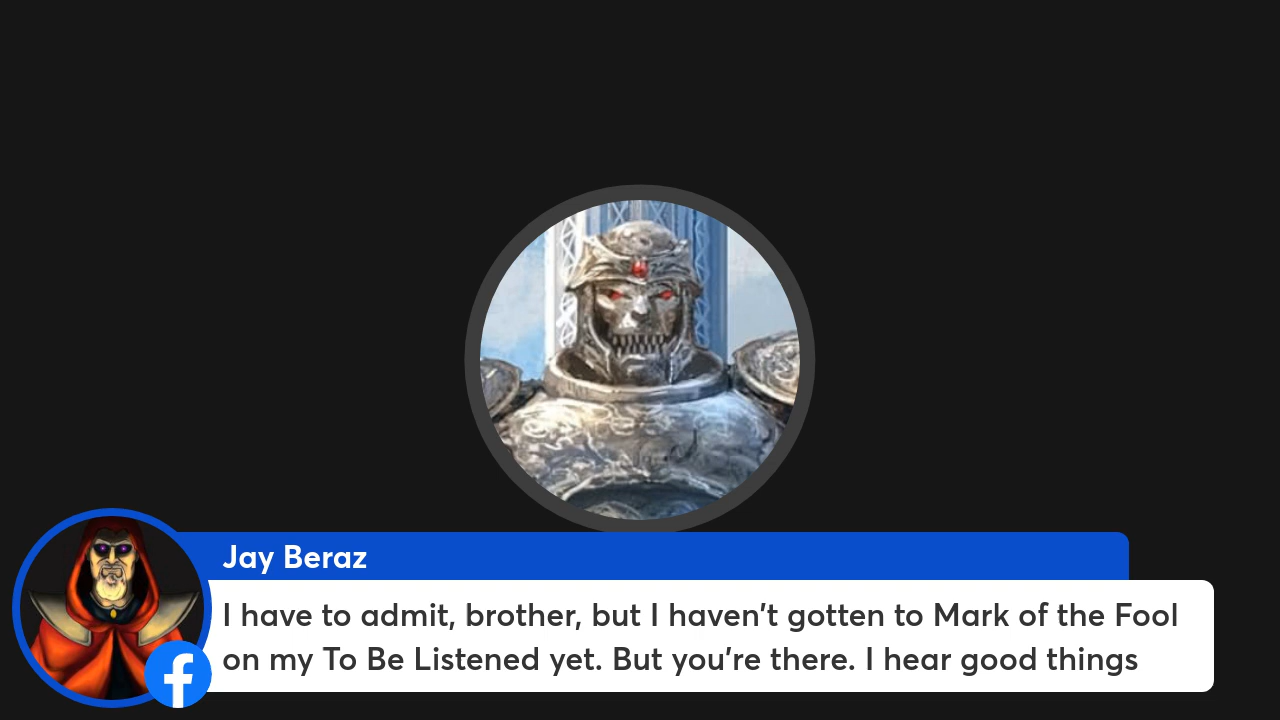 Jay Beraz
I have to admit, brother, but I haven't gotten to Mark of the Fool
on my To Be Listened yet. But you're there. I hear good things